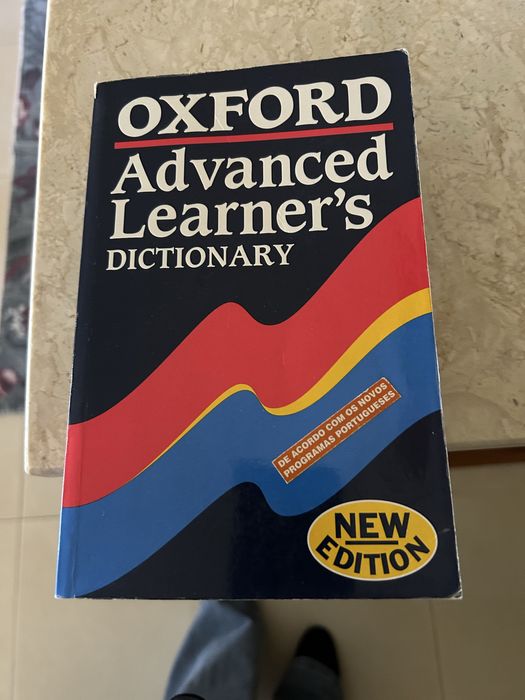 OXFORD
Advanced
Learner's
DICTIONARY
DE ACORDO COM OS NOVOS
PROGRAMAS PORTUGUESES
NEW
EDITION